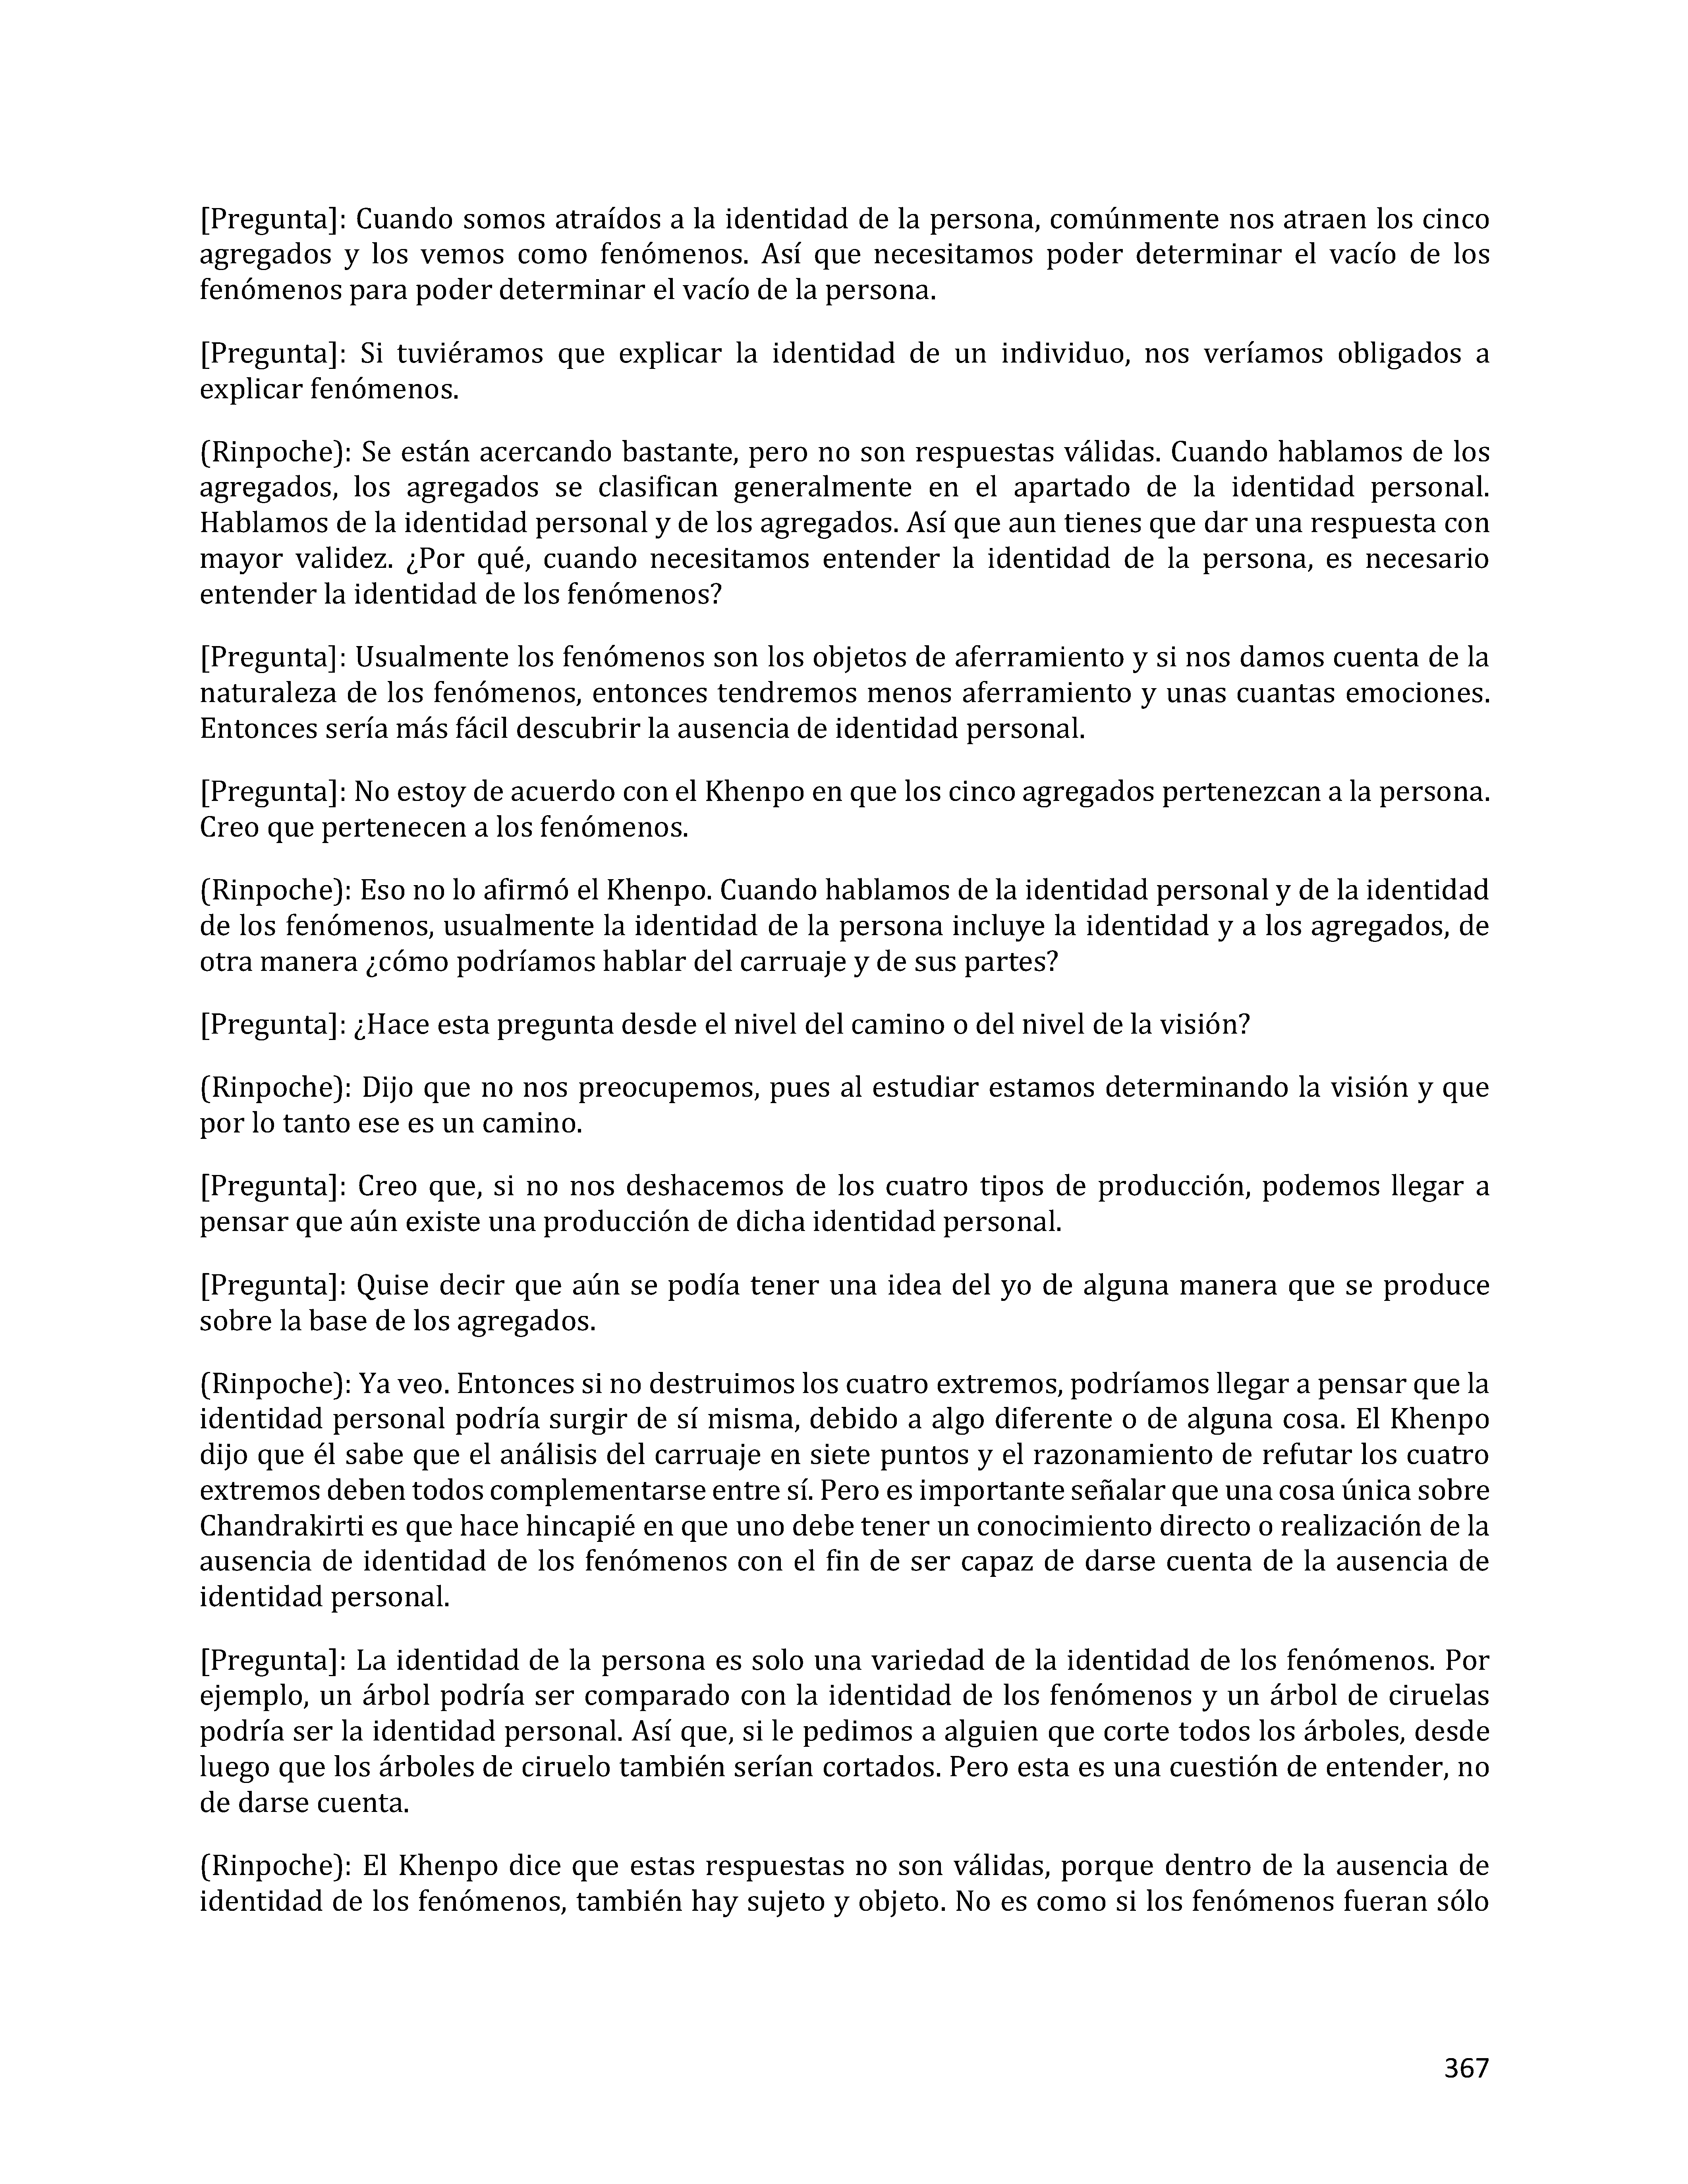 [Pregunta]: Cuando somos atraídos a la identidad de la persona, comúnmente nos atraen los cinco
agregados y los vemos como fenómenos. Así que necesitamos poder determinar el vacío de los
fenómenos para poder determinar el vacío de la persona.
[Pregunta]: Si tuviéramos que explicar la identidad de un individuo, nos veríamos obligados a
explicar fenómenos.
(Rinpoche): Se están acercando bastante, pero no son respuestas válidas. Cuando hablamos de los
agregados, los agregados se clasifican generalmente en el apartado de la identidad personal.
Hablamos de la identidad personal y de los agregados. Así que aun tienes que dar una respuesta con
mayor validez. ¿Por qué, cuando necesitamos entender la identidad de la persona, es necesario
entender la identidad de los fenómenos?
[Pregunta]: Usualmente los fenómenos son los objetos de aferramiento y si nos damos cuenta de la
naturaleza de los fenómenos, entonces tendremos menos aferramiento y unas cuantas emociones.
Entonces sería más fácil descubrir la ausencia de identidad personal.
[Pregunta]: No estoy de acuerdo con el Khenpo en que los cinco agregados pertenezcan a la persona.
Creo que pertenecen a los fenómenos.
(Rinpoche): Eso no lo afirmó el Khenpo. Cuando hablamos de la identidad personal y de la identidad
de los fenómenos, usualmente la identidad de la persona incluye la identidad y a los agregados, de
otra manera ¿cómo podríamos hablar del carruaje y de sus partes?
[Pregunta]: ¿Hace esta pregunta desde el nivel del camino o del nivel de la visión?
(Rinpoche): Dijo que no nos preocupemos, pues al estudiar estamos determinando la visión y que
por lo tanto ese es un camino.
[Pregunta]: Creo que, si no nos deshacemos de los cuatro tipos de producción, podemos llegar a
pensar que aún existe una producción de dicha identidad personal.
[Pregunta]: Quise decir que aún se podía tener una idea del yo de alguna manera que se produce
sobre la base de los agregados.
(Rinpoche): Ya veo. Entonces si no destruimos los cuatro extremos, podríamos llegar a pensar que la
identidad personal podría surgir de sí misma, debido a algo diferente o de alguna cosa. El Khenpo
dijo que él sabe que el análisis del carruaje en siete puntos y el razonamiento de refutar los cuatro
extremos deben todos complementarse entre sí. Pero es importante señalar que una cosa única sobre
Chandrakirti es que hace hincapié en que uno debe tener un conocimiento directo o realización de la
ausencia de identidad de los fenómenos con el fin de ser capaz de darse cuenta de la ausencia de
identidad personal.
[Pregunta]: La identidad de la persona es solo una variedad de la identidad de los fenómenos. Por
ejemplo, un árbol podría ser comparado con la identidad de los fenómenos y un árbol de ciruelas
podría ser la identidad personal. Así que, si le pedimos a alguien que corte todos los árboles, desde
luego que los árboles de ciruelo también serían cortados. Pero esta es una cuestión de entender, no
de darse cuenta.
(Rinpoche): El Khenpo dice que estas respuestas no son válidas, porque dentro de la ausencia de
identidad de los fenómenos, también hay sujeto y objeto. No es como si los fenómenos fueran sólo
367